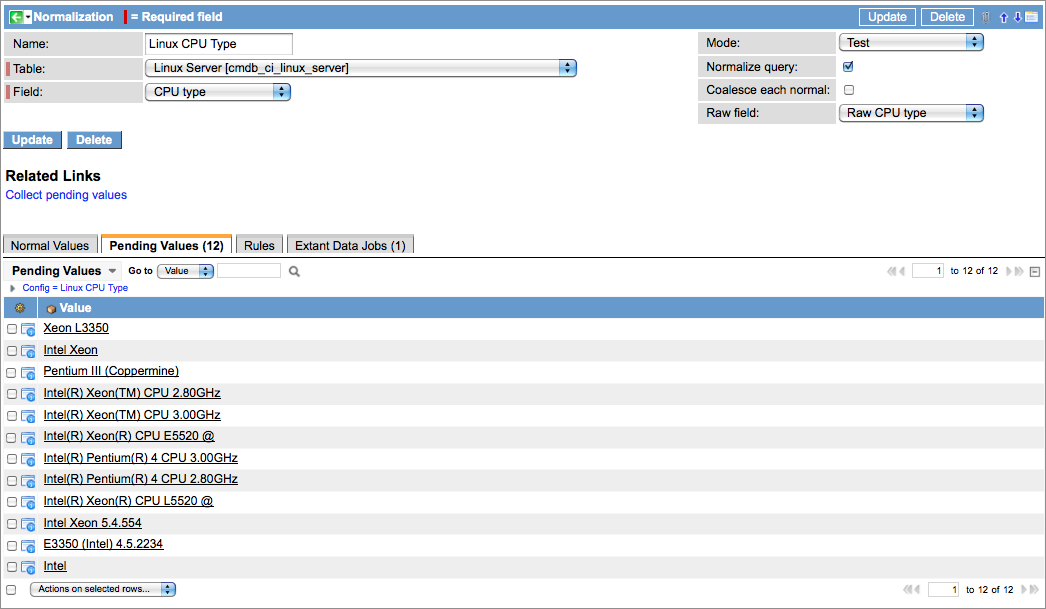 Normalization = Required field Update Delete
Name: Linux CPU Type Mode: Test
Table: Linux Server [cmdb_ci_linux_server] Normalize query:
Field: CPU type Coalesce each normal:
Raw field: Raw CPU type
Update Delete
Related Links
Collect pending values
Normal Values Pending Values (12) Rules Extant Data Jobs (1)
Pending Values Go to Value 1 to 12 of 12
Config = Linux CPU Type
Value
Xeon L3350
Intel Xeon
Pentium III (Coppermine)
Intel(R) Xeon(TM) CPU 2.80GHz
Intel(R) Xeon(TM) CPU 3.00GHz
Intel(R) Xeon(R) CPU E5520 @
Intel(R) Pentium(R) 4 CPU 3.00GHz
Intel(R) Pentium(R) 4 CPU 2.80GHz
Intel(R) Xeon(R) CPU L5520 @
Intel Xeon 5.4.554
E3350 (Intel) 4.5.2234
Intel
Actions on selected rows... 1 to 12 of 12